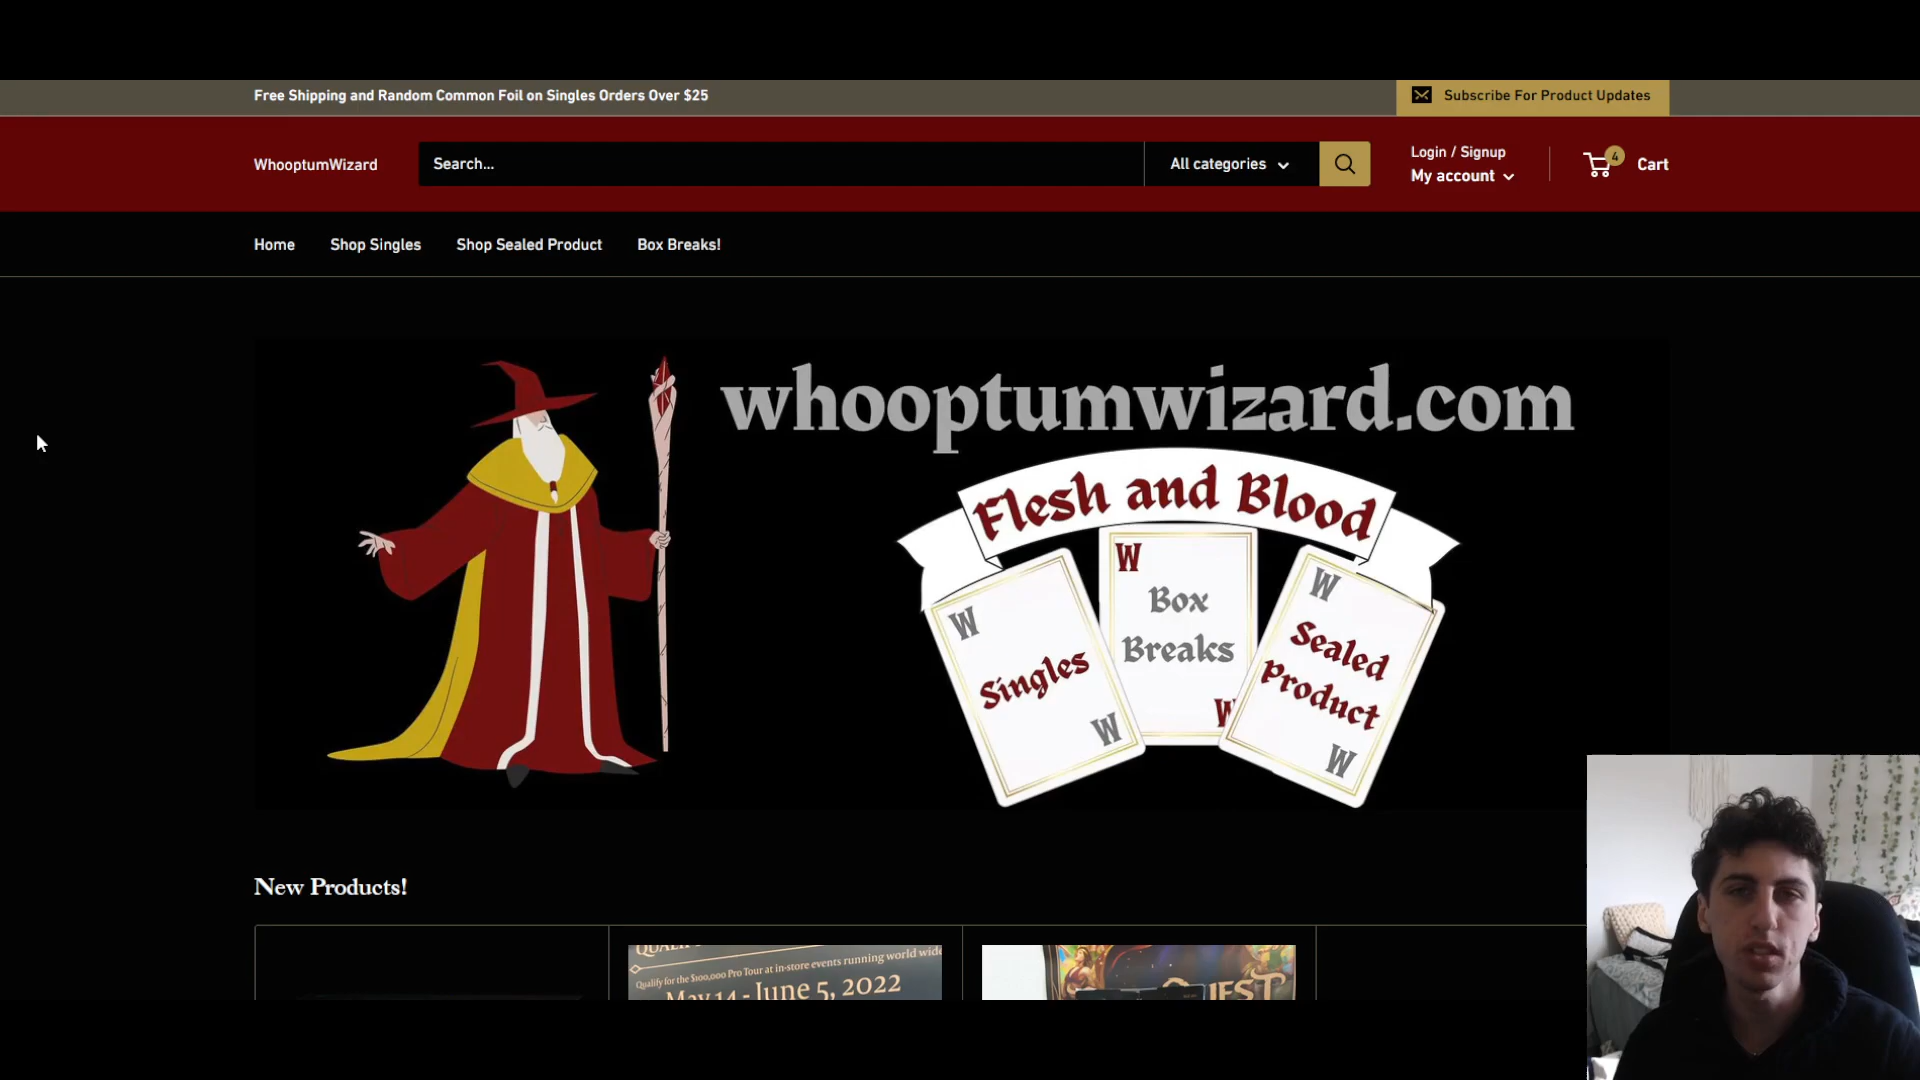 Free Shipping and Random Common Foil on Singles Orders Over $25
Subscribe For Product Updates
WhooptumWizard
Search...
All categories
Login / Signup
My account
4
Cart
Home
Shop Singles
Shop Sealed Product
Box Breaks!
whooptumwizard.com
Flesh and Blood
W
Singles
W
W
Box
Breaks
W
W
Sealed
Product
W
New Products!
Qualify for the $100,000 Pro Tour at in-store events running world wide
May 14 - June 5, 2022